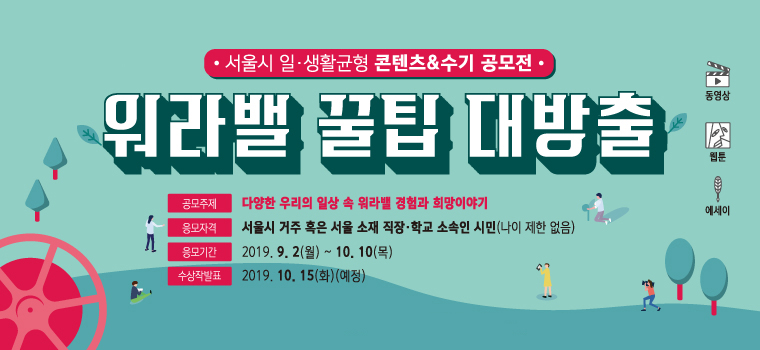 • 서울시 일·생활균형 콘텐츠&수기 공모전 •
워라밸 꿀팁 대방출
공모주제 다양한 우리의 일상 속 워라밸 경험과 희망이야기
응모자격 서울시 거주 혹은 서울 소재 직장·학교 소속인 시민(나이 제한 없음)
응모기간 2019. 9. 2(월) ~ 10. 10(목)
수상작발표 2019. 10. 15(화)(예정)
동영상
웹툰
에세이